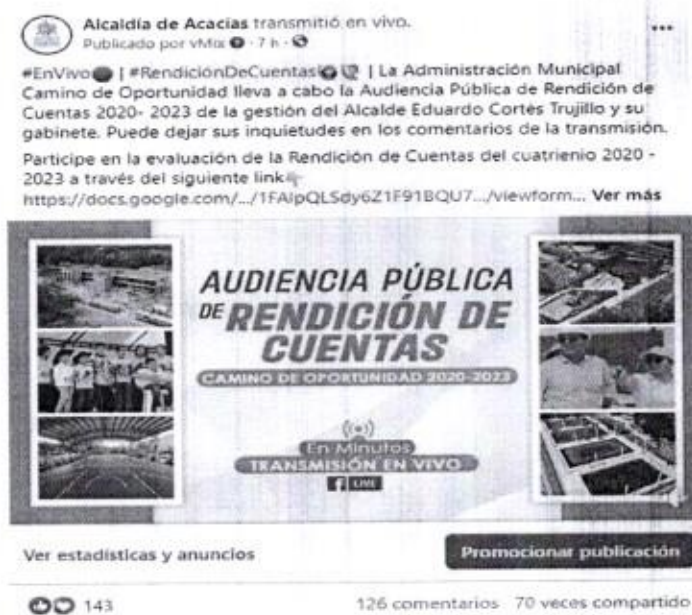 Alcaldía de Acacías transmitió en vivo.
Publicado por vMix · 7 h ·
#EnVivo | #RendiciónDeCuentas | La Administración Municipal
Camino de Oportunidad lleva a cabo la Audiencia Pública de Rendición de
Cuentas 2020- 2023 de la gestión del Alcalde Eduardo Cortés Trujillo y su
gabinete. Puede dejar sus inquietudes en los comentarios de la transmisión.
Participe en la evaluación de la Rendición de Cuentas del cuatrienio 2020 -
2023 a través del siguiente link
https://docs.google.com/.../1FAIpQLSdy6Z1F91BQU7.../viewform... Ver más
AUDIENCIA PÚBLICA
DE RENDICIÓN DE
CUENTAS
CAMINO DE OPORTUNIDAD 2020-2023
En Minutos
TRANSMISIÓN EN VIVO
f LIVE
Ver estadísticas y anuncios
Promocionar publicación
143
126 comentarios 70 veces compartido